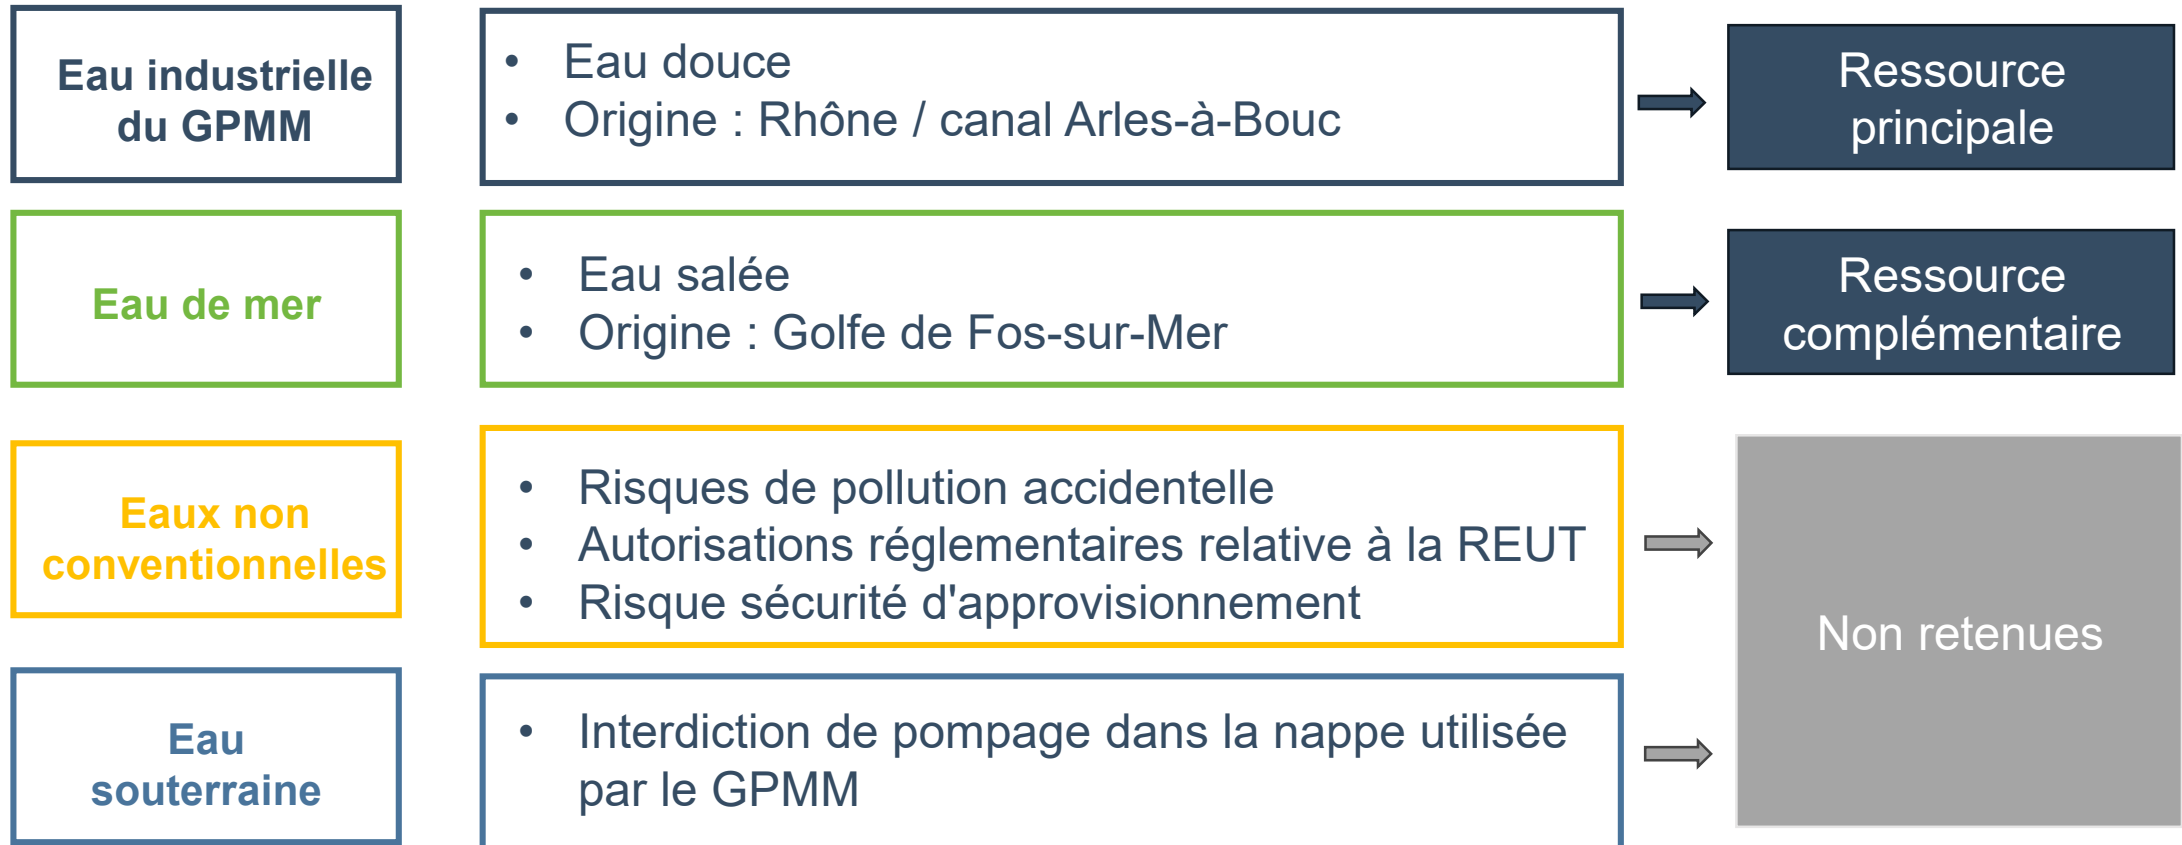 Eau industrielle
du GPMM
• Eau douce
• Origine : Rhône / canal Arles-à-Bouc
Ressource
principale
Eau de mer
• Eau salée
• Origine : Golfe de Fos-sur-Mer
Ressource
complémentaire
Eaux non
conventionnelles
• Risques de pollution accidentelle
• Autorisations réglementaires relative à la REUT
• Risque sécurité d'approvisionnement
Non retenues
Eau
souterraine
• Interdiction de pompage dans la nappe utilisée
par le GPMM